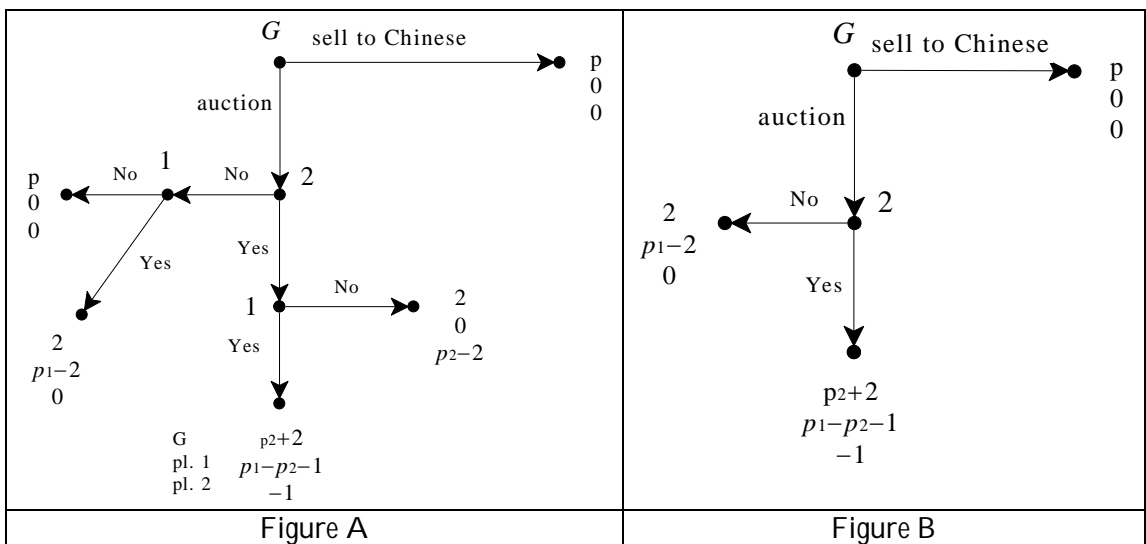 G
sell to Chinese
p
0
0
auction
1
No
No
2
p
0
0
Yes
Yes
1
No
2
0
p2−2
Yes
2
p1−2
0
G p2+2
pl. 1 p1−p2−1
pl. 2 −1
Figure A
G
sell to Chinese
p
0
0
auction
No
2
2
p1−2
0
Yes
p2+2
p1−p2−1
−1
Figure B